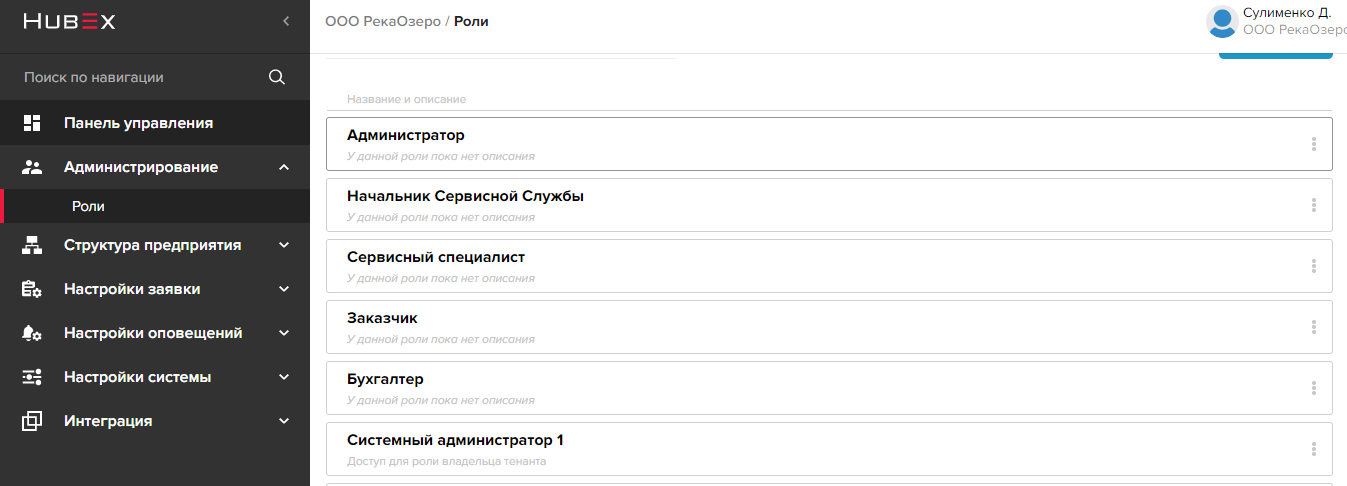 HUBEX
ООО РекаОзеро / Роли
Сулименко Д.
ООО РекаОзеро
Поиск по навигации
Панель управления
Администрирование
Роли
Структура предприятия
Настройки заявки
Настройки оповещений
Настройки системы
Интеграция
Название и описание
Администратор
У данной роли пока нет описания
Начальник Сервисной Службы
У данной роли пока нет описания
Сервисный специалист
У данной роли пока нет описания
Заказчик
У данной роли пока нет описания
Бухгалтер
У данной роли пока нет описания
Системный администратор 1
Доступ для роли владельца тенанта